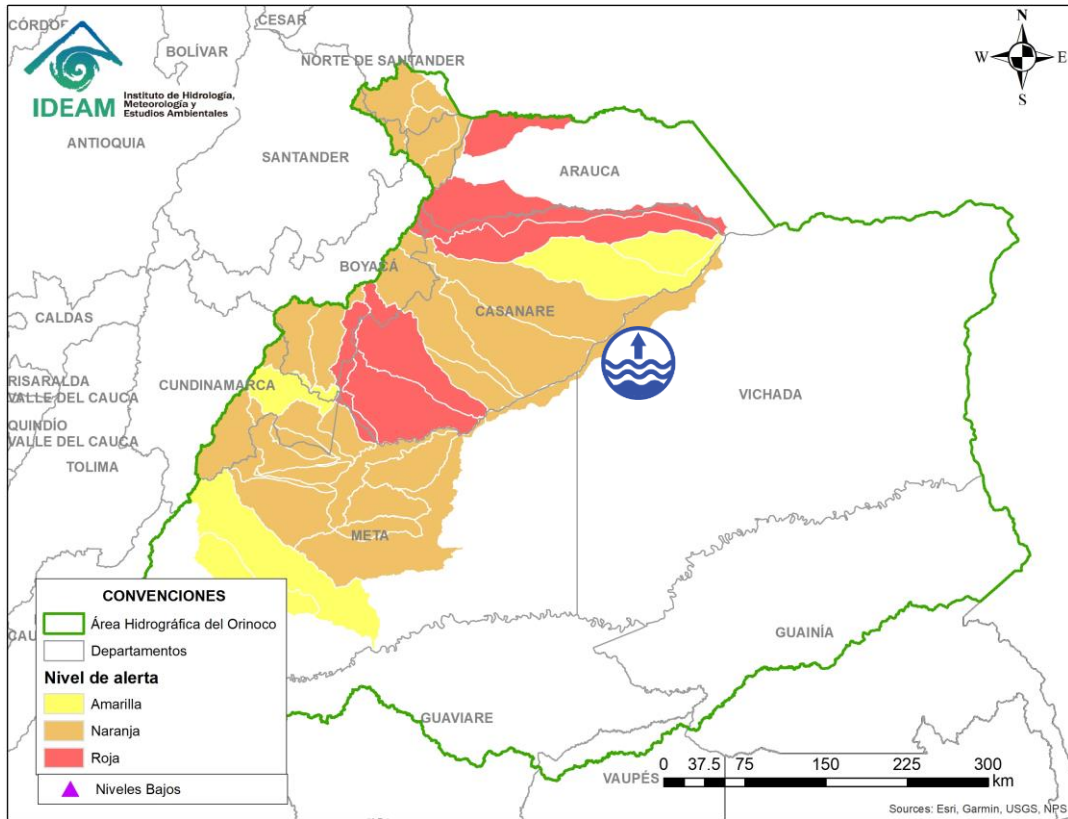 CÓRDOB
CESAR
BOLÍVAR
NORTE DE SANTANDER
N
W
E
S
IDEAM
Instituto de Hidrología,
Meteorología y
Estudios Ambientales
ANTIOQUIA
SANTANDER
ARAUCA
BOYACÁ
CASANARE
CALDAS
RISARALDA
VALLE DEL CAUCA
CUNDINAMARCA
VICHADA
QUINDÍO
VALLE DEL CAUCA
TOLIMA
META
CONVENCIONES
Área Hidrográfica del Orinoco
Departamentos
Nivel de alerta
Amarilla
Naranja
Roja
Niveles Bajos
CAU
GUAINÍA
GUAVIARE
VAUPÉS
0 37.5 75 150 225 300
km
Sources: Esri, Garmin, USGS, NPS